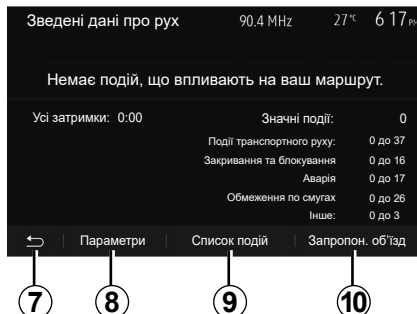 Зведені дані про рух 90.4 MHz 27°C 6 17 PM
Немає подій, що впливають на ваш маршрут.
Усі затримки: 0:00 Значні події: 0
Події транспортного руху: 0 до 37
Закривання та блокування 0 до 16
Аварія 0 до 17
Обмеження по смугах 0 до 26
Інше: 0 до 3
Параметри Список подій Запропон. об'їзд
7 8 9 10